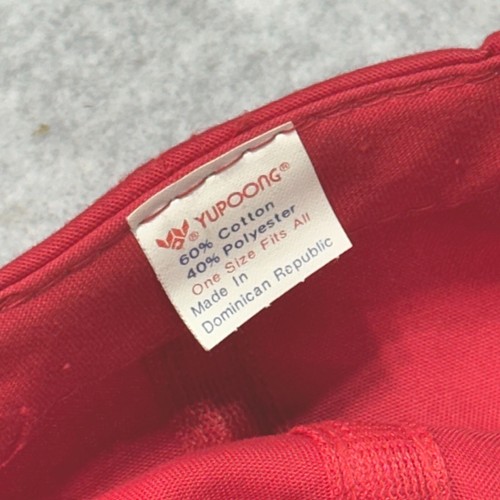 YUPOONG®
®
60% Cotton
40% Polyester
One Size Fits All
Made In
Dominican Republic